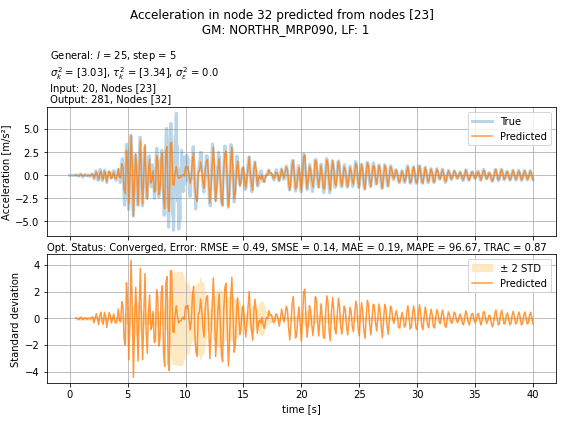 Acceleration in node 32 predicted from nodes [23]
GM: NORTHR_MRP090, LF: 1
General: l = 25, step = 5
σ²ₖ = [3.03], τ²ₖ = [3.34], σ²ε = 0.0
Input: 20, Nodes [23]
Output: 281, Nodes [32]
Acceleration [m/s²]
5.0
2.5
0.0
−2.5
−5.0
True
Predicted
Opt. Status: Converged, Error: RMSE = 0.49, SMSE = 0.14, MAE = 0.19, MAPE = 96.67, TRAC = 0.87
Standard deviation
4
2
0
−2
−4
± 2 STD
Predicted
0 5 10 15 20 25 30 35 40
time [s]